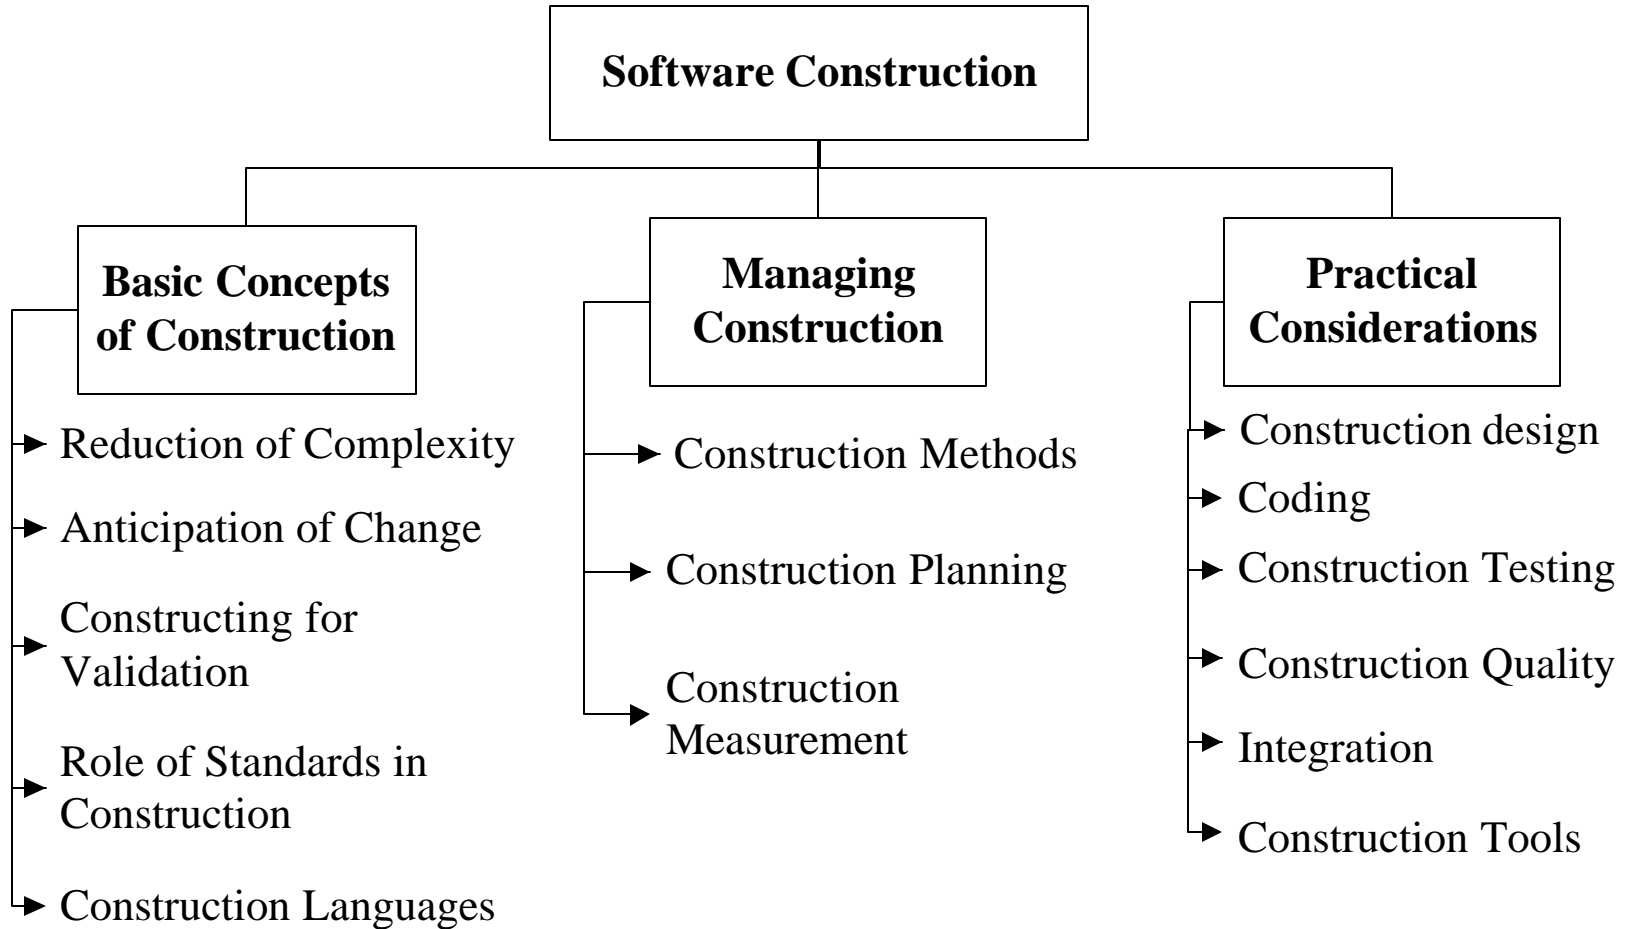 Software Construction
Basic Concepts
of Construction
Reduction of Complexity
Anticipation of Change
Constructing for
Validation
Role of Standards in
Construction
Construction Languages
Managing
Construction
Construction Methods
Construction Planning
Construction
Measurement
Practical
Considerations
Construction design
Coding
Construction Testing
Construction Quality
Integration
Construction Tools